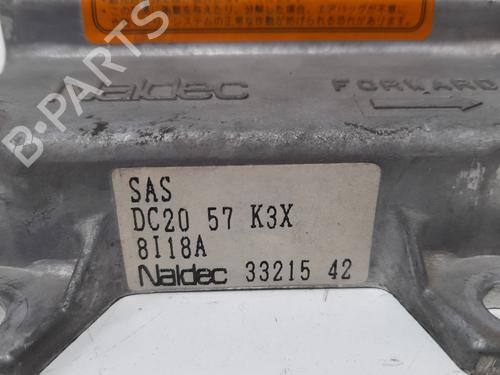 Naldec
FORWARD
SAS
DC20 57 K3X
8I18A
Naldec 33215 42
B-PARTS